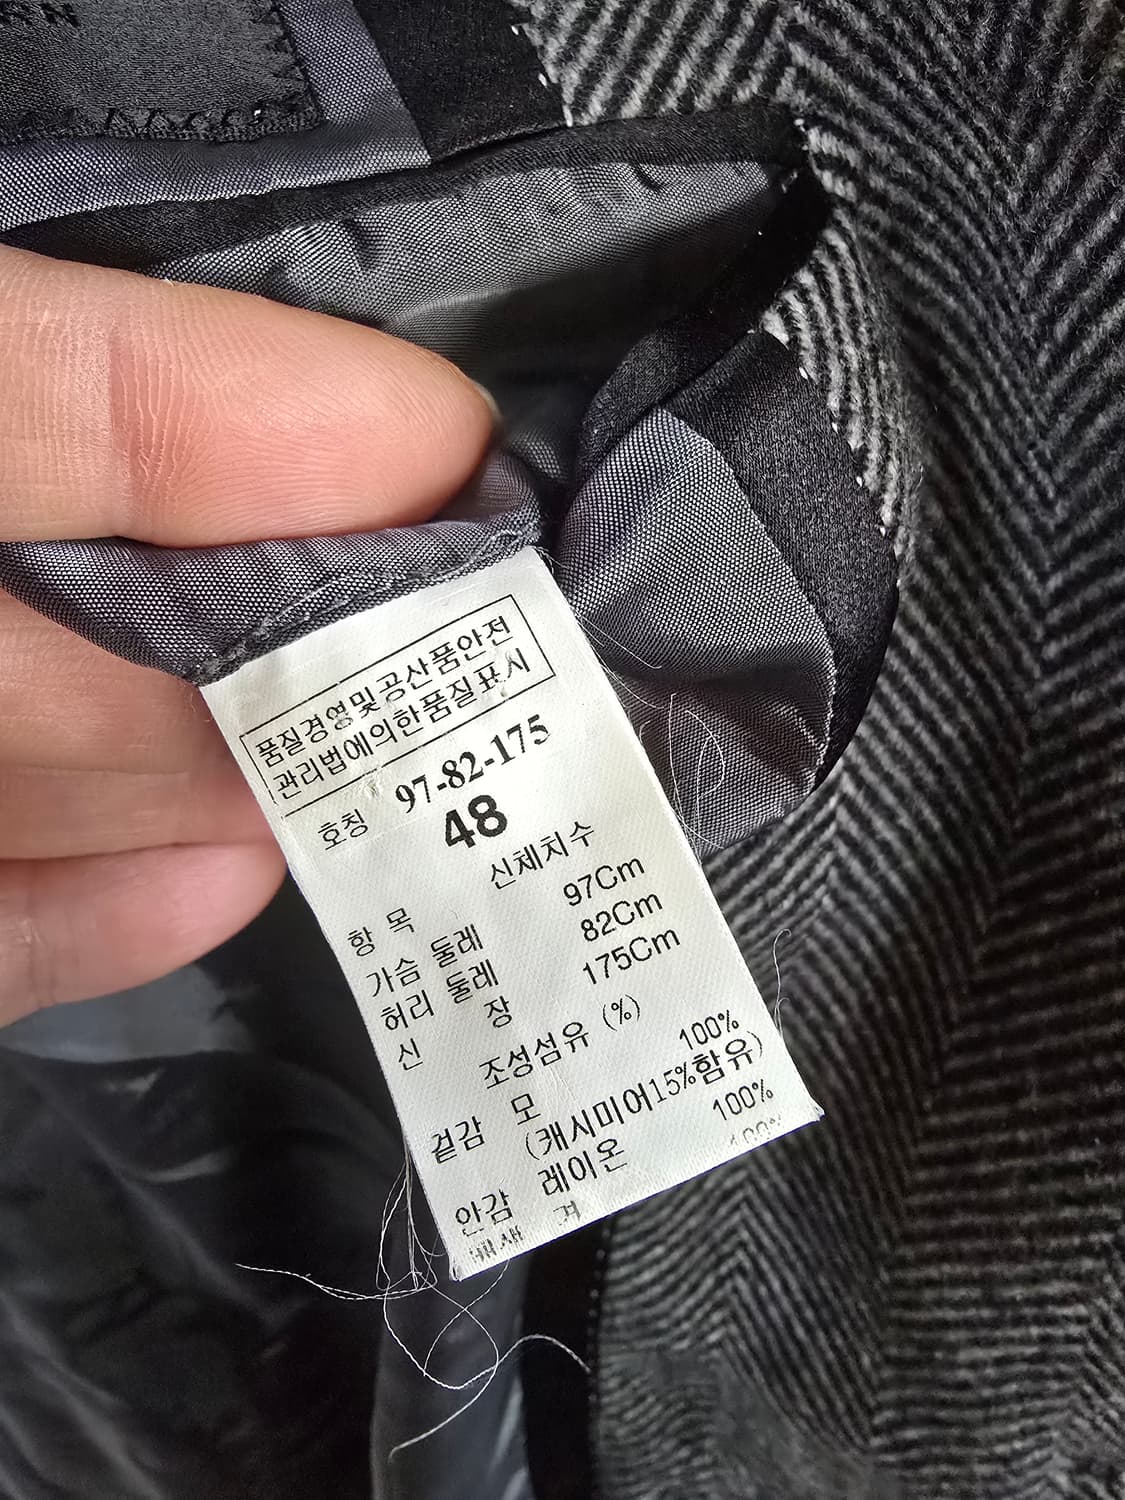 품질경영및공산품안전
관리법에의한품질표시
호칭 97-82-175
48
항 목 신체치수
가슴 둘레 97Cm
허리 둘레 82Cm
신 장 175Cm
조성섬유 (%)
겉감 모 100%
(캐시미어15%함유)
안감 레이온 100%